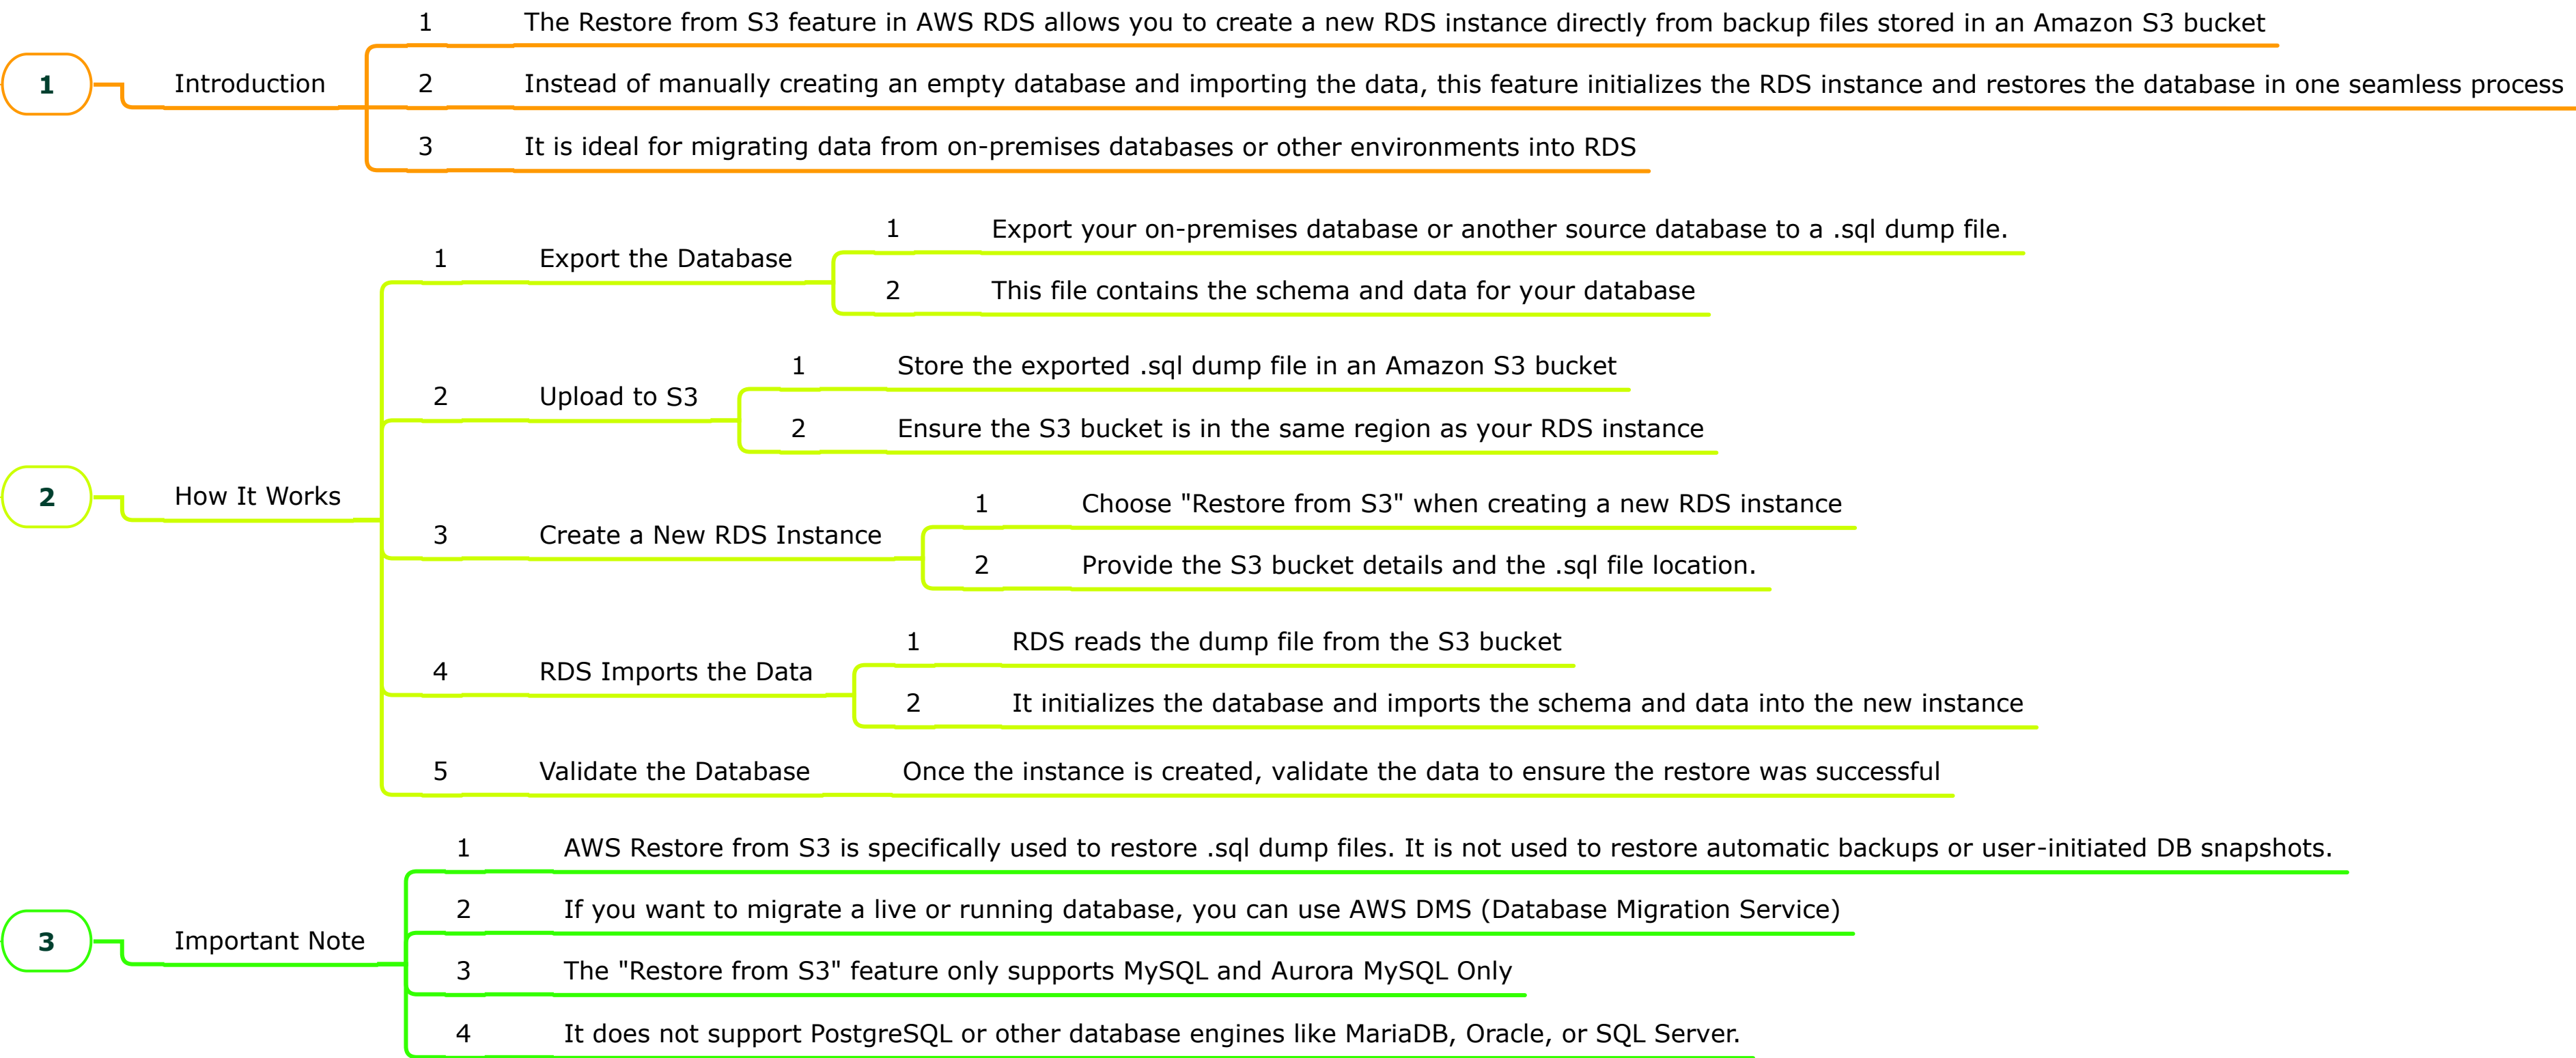 1
Introduction
1 The Restore from S3 feature in AWS RDS allows you to create a new RDS instance directly from backup files stored in an Amazon S3 bucket
2 Instead of manually creating an empty database and importing the data, this feature initializes the RDS instance and restores the database in one seamless process
3 It is ideal for migrating data from on-premises databases or other environments into RDS
2
How It Works
1 Export the Database
1 Export your on-premises database or another source database to a .sql dump file.
2 This file contains the schema and data for your database
2 Upload to S3
1 Store the exported .sql dump file in an Amazon S3 bucket
2 Ensure the S3 bucket is in the same region as your RDS instance
3 Create a New RDS Instance
1 Choose "Restore from S3" when creating a new RDS instance
2 Provide the S3 bucket details and the .sql file location.
4 RDS Imports the Data
1 RDS reads the dump file from the S3 bucket
2 It initializes the database and imports the schema and data into the new instance
5 Validate the Database Once the instance is created, validate the data to ensure the restore was successful
3
Important Note
1 AWS Restore from S3 is specifically used to restore .sql dump files. It is not used to restore automatic backups or user-initiated DB snapshots.
2 If you want to migrate a live or running database, you can use AWS DMS (Database Migration Service)
3 The "Restore from S3" feature only supports MySQL and Aurora MySQL Only
4 It does not support PostgreSQL or other database engines like MariaDB, Oracle, or SQL Server.